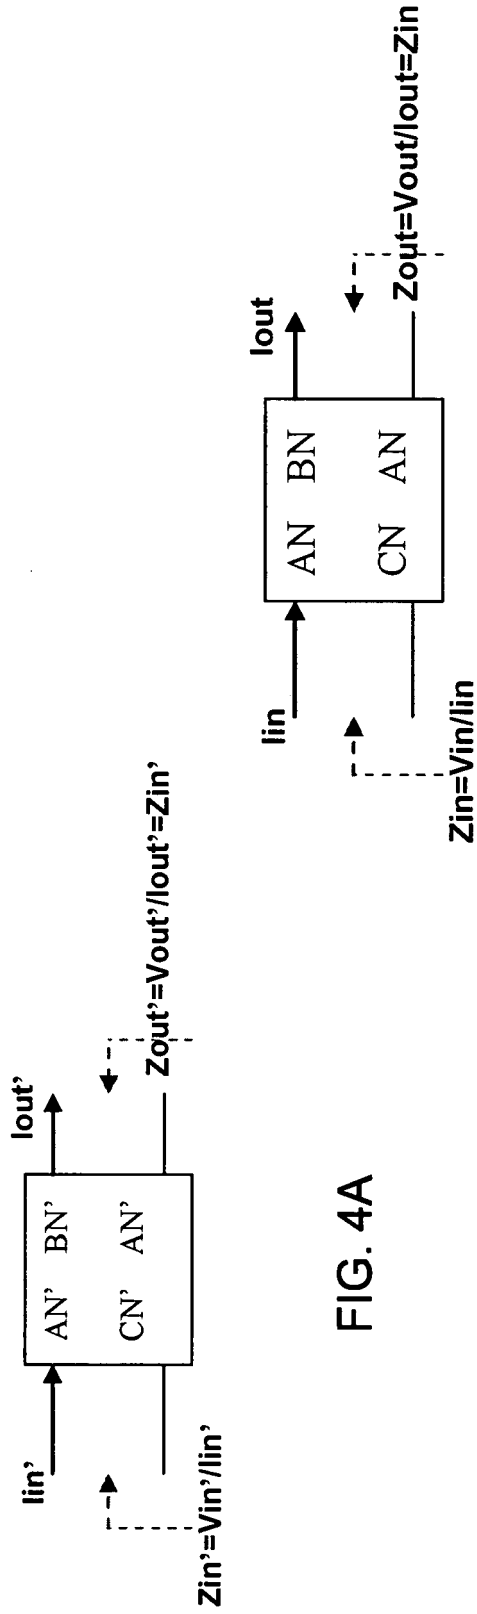 Iin'
AN' BN'
CN' AN'
Iout'
Zin'=Vin'/Iin'
Zout'=Vout'/Iout'=Zin'
FIG. 4A
Iin
AN BN
CN AN
Iout
Zin=Vin/Iin
Zout=Vout/Iout=Zin